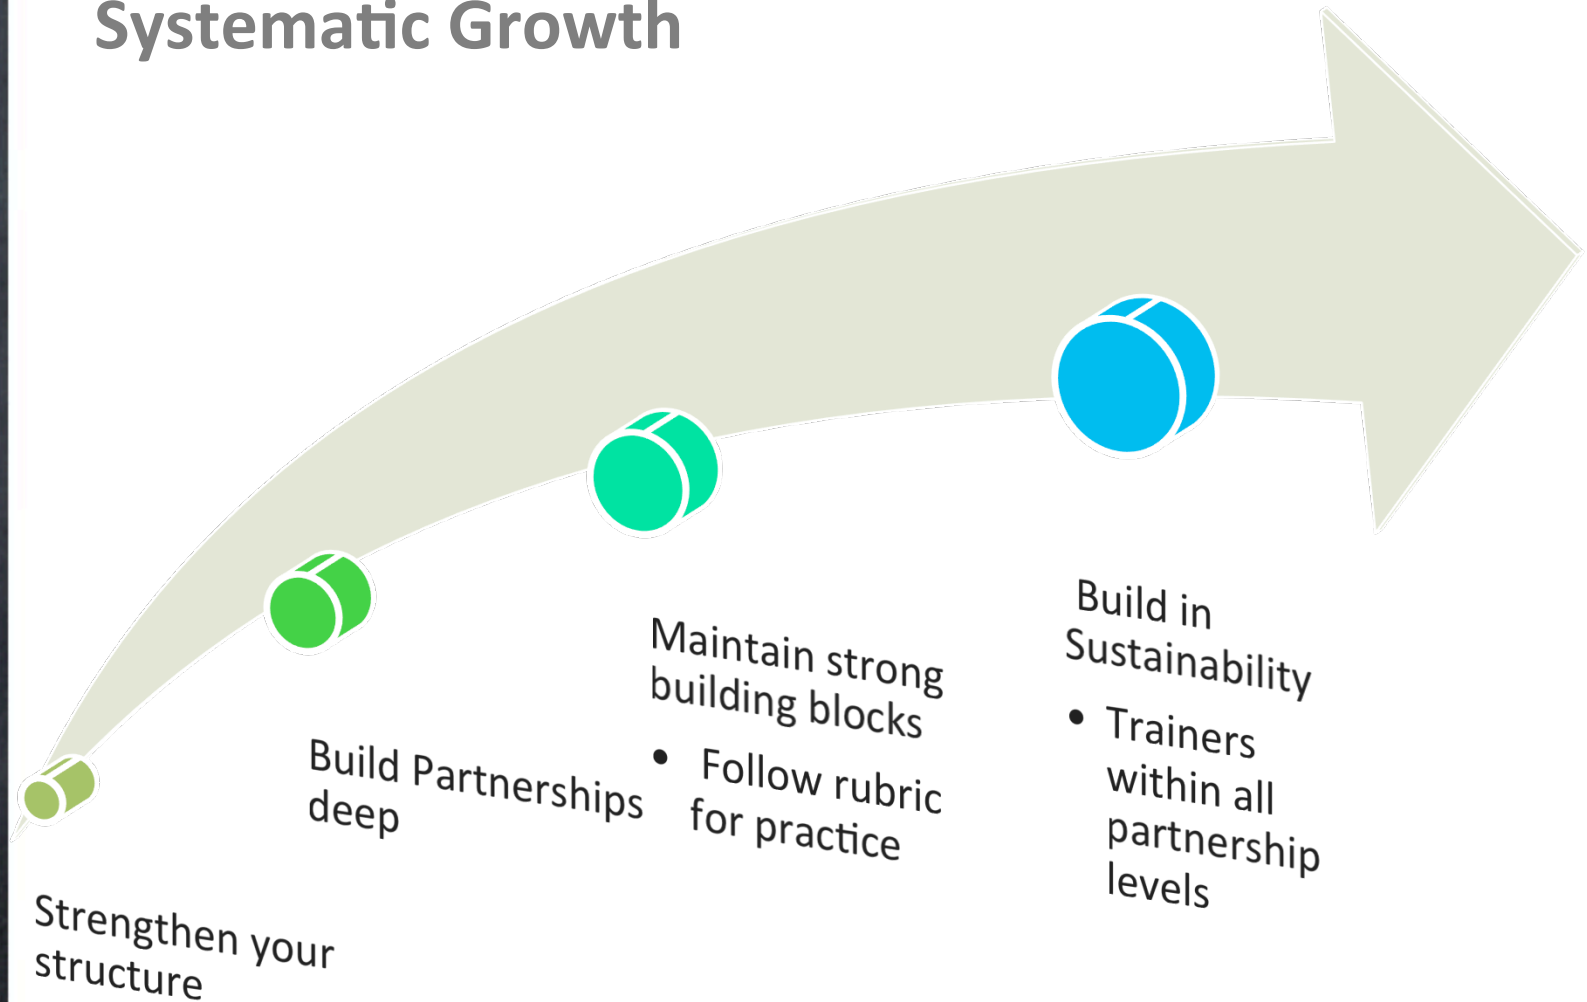 Systematic Growth
Strengthen your
structure
Build Partnerships
deep
Maintain strong
building blocks
• Follow rubric
for practice
Build in
Sustainability
• Trainers
within all
partnership
levels